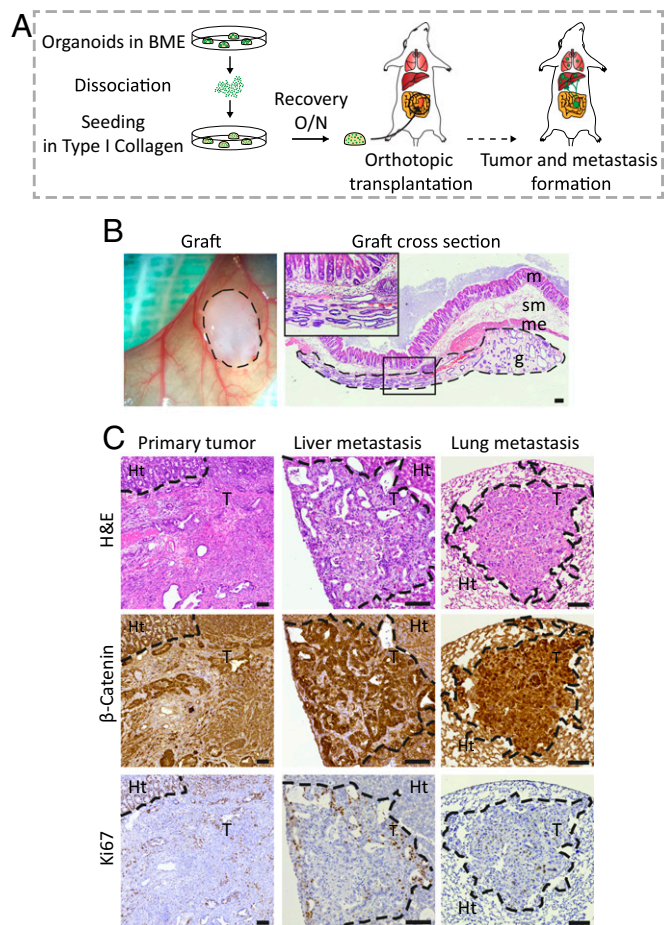 A
Organoids in BME
Dissociation
Seeding
in Type I Collagen
Recovery
O/N
Orthotopic
transplantation
Tumor and metastasis
formation
B
Graft
Graft cross section
m
sm
me
g
C
Primary tumor
Liver metastasis
Lung metastasis
H&E
Ht
T
Ht
T
T
Ht
β-Catenin
Ht
T
Ht
T
T
Ht
Ki67
Ht
T
Ht
T
T
Ht